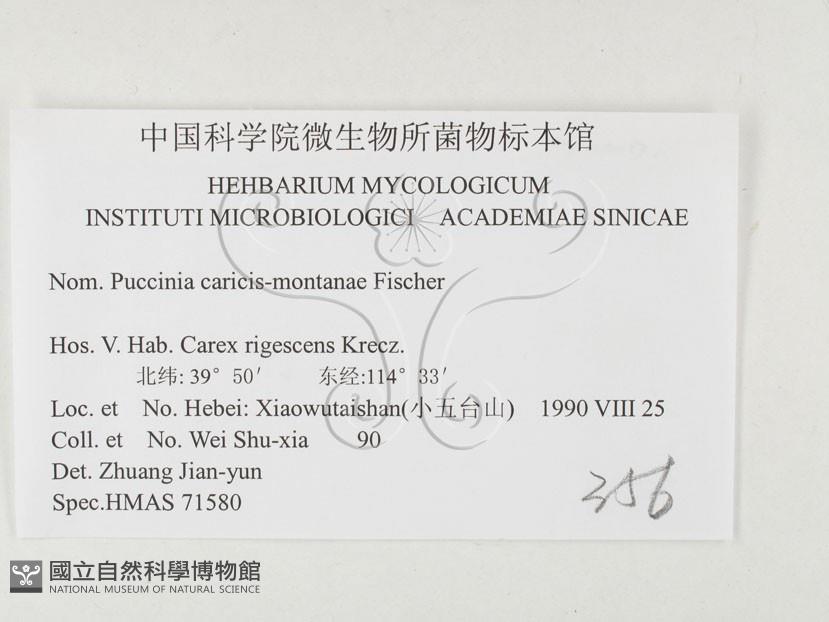 中国科学院微生物所菌物标本馆
HEHBARIUM MYCOLOGICUM
INSTITUTI MICROBIOLOGICI ACADEMIAE SINICAE
Nom. Puccinia caricis-montanae Fischer
Hos. V. Hab. Carex rigescens Krecz.
北纬: 39° 50′ 东经:114° 33′
Loc. et No. Hebei: Xiaowutaishan(小五台山) 1990 VIII 25
Coll. et No. Wei Shu-xia 90
Det. Zhuang Jian-yun
Spec.HMAS 71580
356
國立自然科學博物館
NATIONAL MUSEUM OF NATURAL SCIENCE